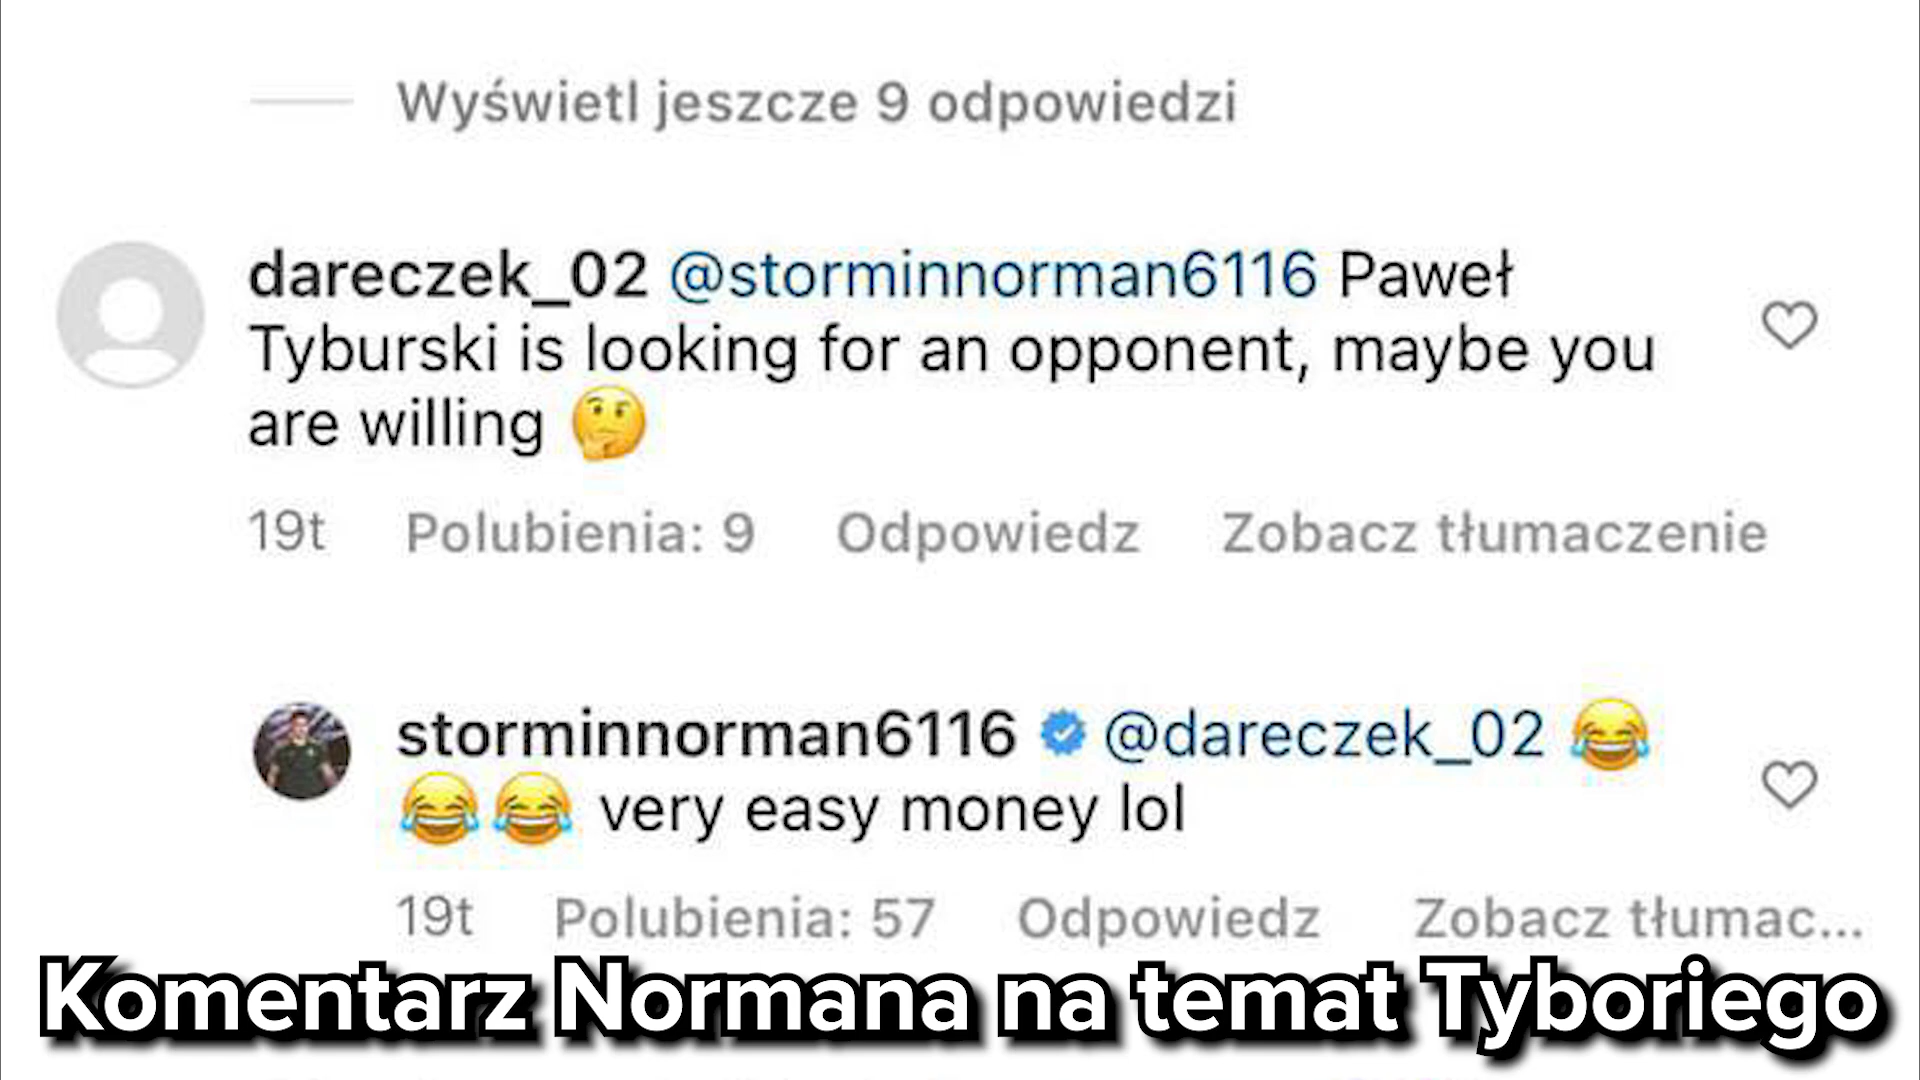 Wyświetl jeszcze 9 odpowiedzi
dareczek_02 @storminnorman6116 Paweł
Tyburski is looking for an opponent, maybe you
are willing 🤔
19t Polubienia: 9 Odpowiedz Zobacz tłumaczenie
storminnorman6116 @dareczek_02 😂
😂😂 very easy money lol
19t Polubienia: 57 Odpowiedz Zobacz tłumac...
Komentarz Normana na temat Tyboriego